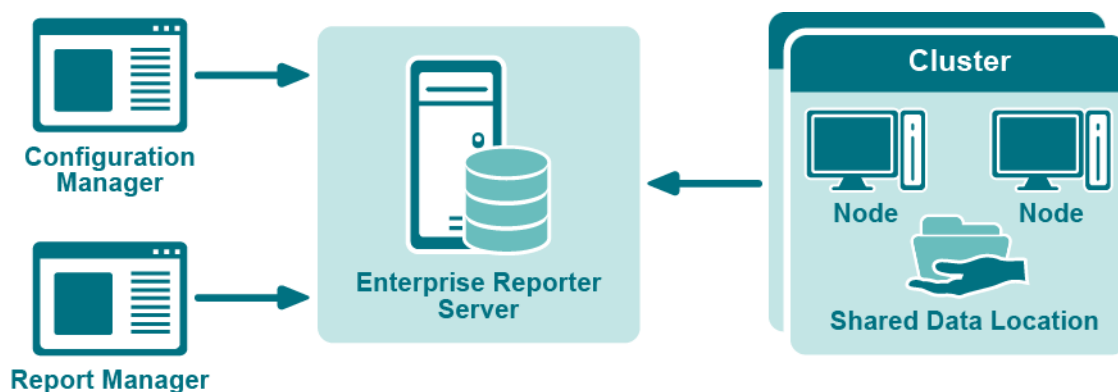 Configuration
Manager
Report Manager
Enterprise Reporter
Server
Cluster
Node
Node
Shared Data Location